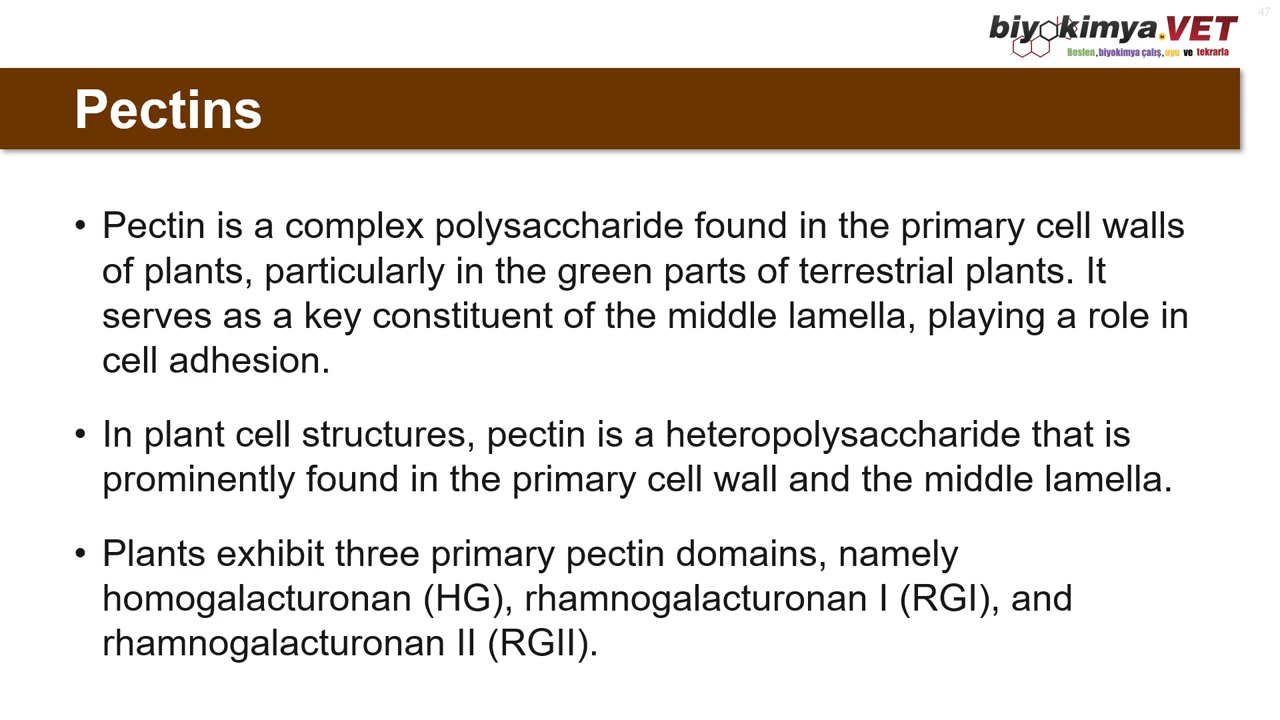 47
biyokimya.VET
Beslen, biyokimya çalış, uyu ve tekrarla
Pectins
• Pectin is a complex polysaccharide found in the primary cell walls
of plants, particularly in the green parts of terrestrial plants. It
serves as a key constituent of the middle lamella, playing a role in
cell adhesion.
• In plant cell structures, pectin is a heteropolysaccharide that is
prominently found in the primary cell wall and the middle lamella.
• Plants exhibit three primary pectin domains, namely
homogalacturonan (HG), rhamnogalacturonan I (RGI), and
rhamnogalacturonan II (RGII).